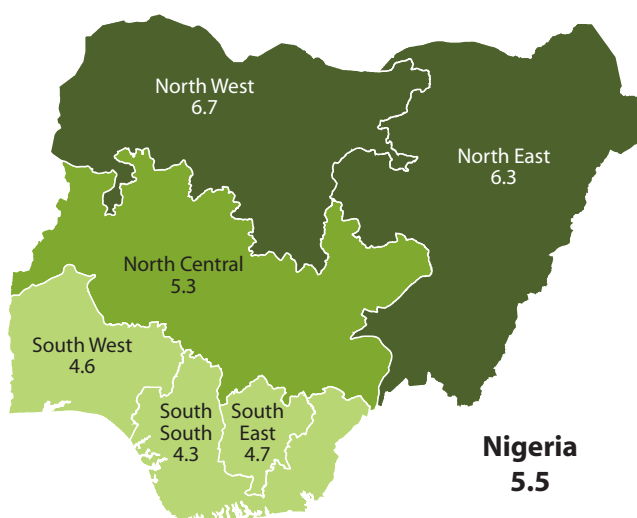 North West
6.7
North East
6.3
North Central
5.3
South West
4.6
South
South
4.3
South
East
4.7
Nigeria
5.5